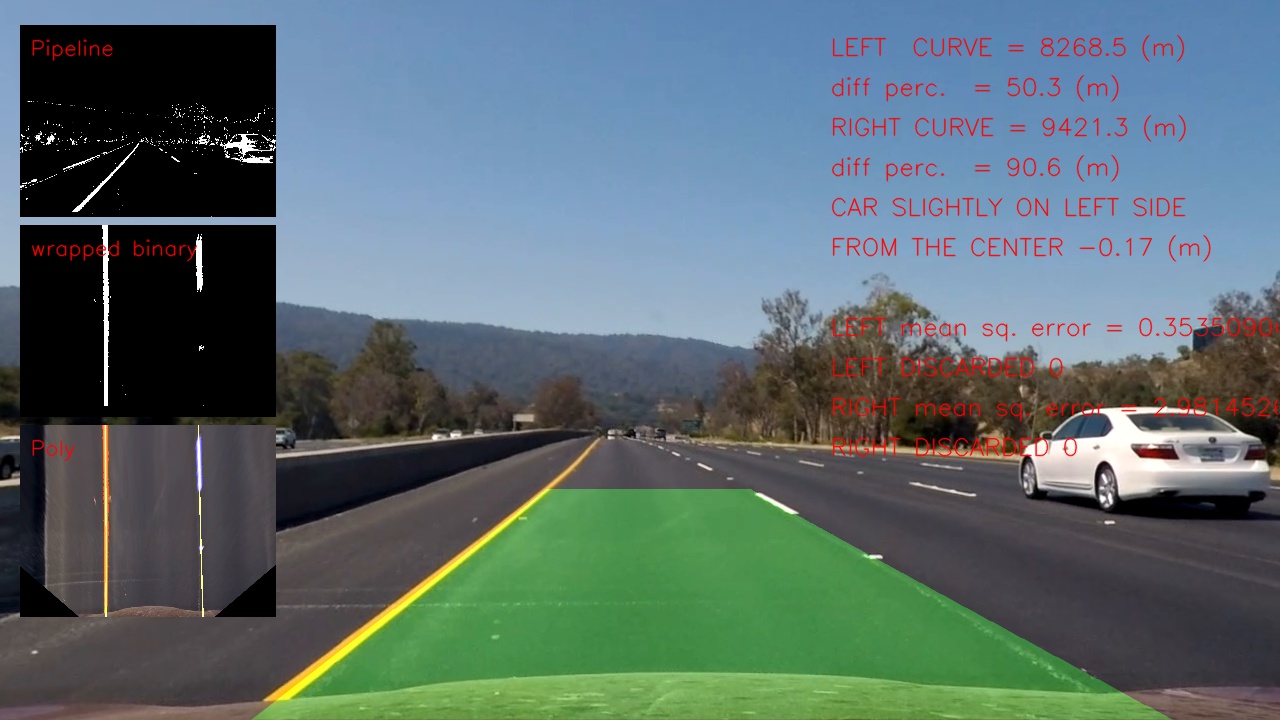 Pipeline
wrapped binary
Poly
LEFT CURVE = 8268.5 (m)
diff perc. = 50.3 (m)
RIGHT CURVE = 9421.3 (m)
diff perc. = 90.6 (m)
CAR SLIGHTLY ON LEFT SIDE
FROM THE CENTER -0.17 (m)
LEFT mean sq. error = 0.3535090
LEFT DISCARDED 0
RIGHT mean sq. error = 2.981452
RIGHT DISCARDED 0